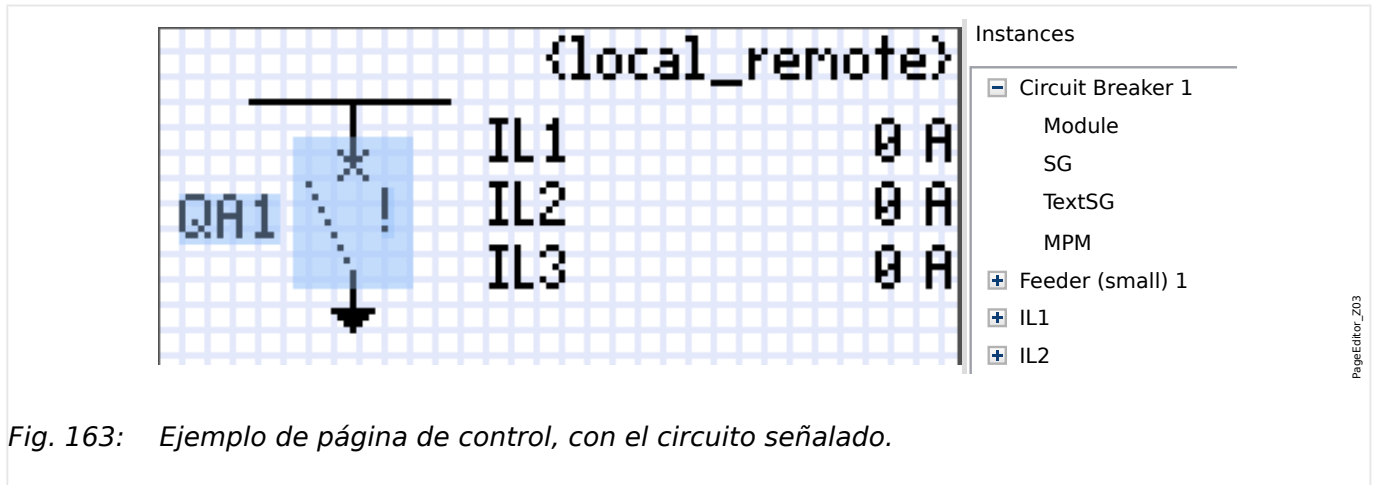 {local_remote}
IL1 0 A
QA1 ! IL2 0 A
IL3 0 A
Instances
Circuit Breaker 1
Module
SG
TextSG
MPM
Feeder (small) 1
IL1
IL2
PageEditor_Z03
Fig. 163: Ejemplo de página de control, con el circuito señalado.